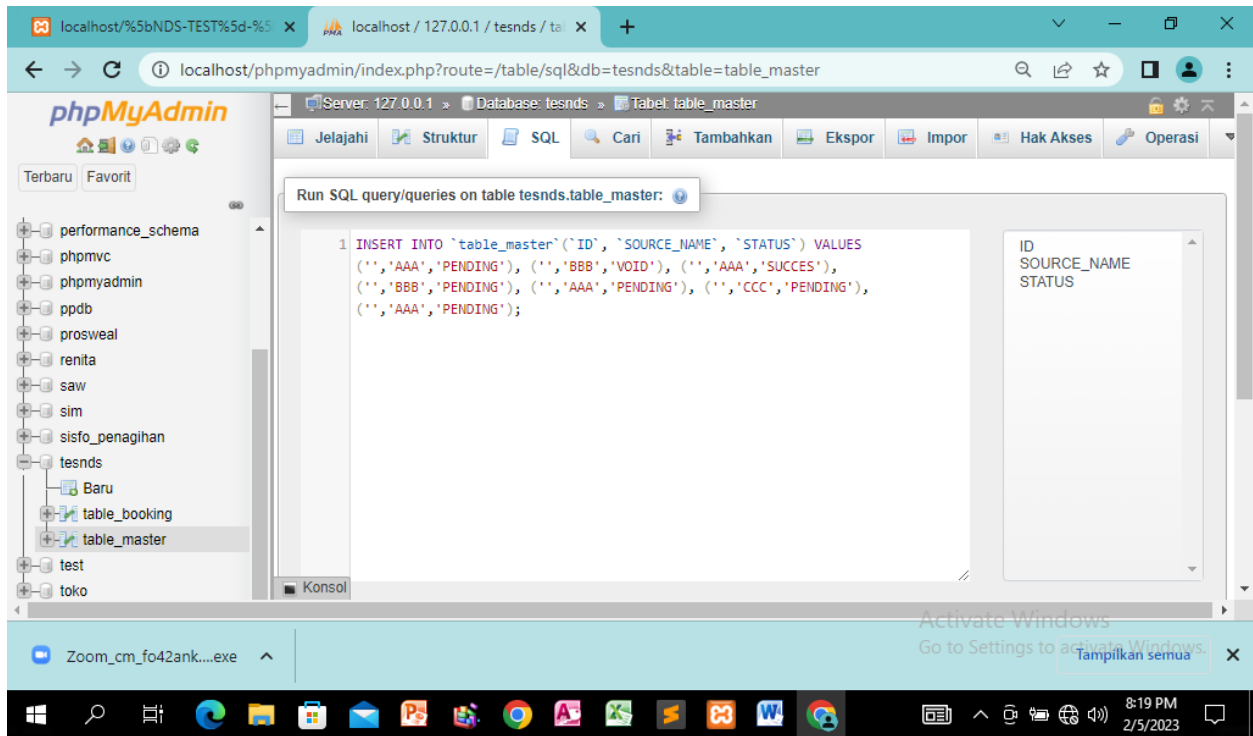 localhost/%5bNDS-TEST%5d-%5
localhost / 127.0.0.1 / tesnds / tal
localhost/phpmyadmin/index.php?route=/table/sql&db=tesnds&table=table_master
phpMyAdmin
Server: 127.0.0.1 » Database: tesnds » Tabel: table_master
Jelajahi Struktur SQL Cari Tambahkan Ekspor Impor Hak Akses Operasi
Terbaru Favorit
Run SQL query/queries on table tesnds.table_master:
performance_schema
phpmvc
phpmyadmin
ppdb
prosweal
renita
saw
sim
sisfo_penagihan
tesnds
Baru
table_booking
table_master
test
toko
1 INSERT INTO `table_master`(`ID`, `SOURCE_NAME`, `STATUS`) VALUES
('','AAA','PENDING'), ('','BBB','VOID'), ('','AAA','SUCCES'),
('','BBB','PENDING'), ('','AAA','PENDING'), ('','CCC','PENDING'),
('','AAA','PENDING');
ID
SOURCE_NAME
STATUS
Konsol
Activate Windows
Go to Settings to activate Windows.
Zoom_cm_fo42ank....exe
Tampilkan semua
8:19 PM
2/5/2023